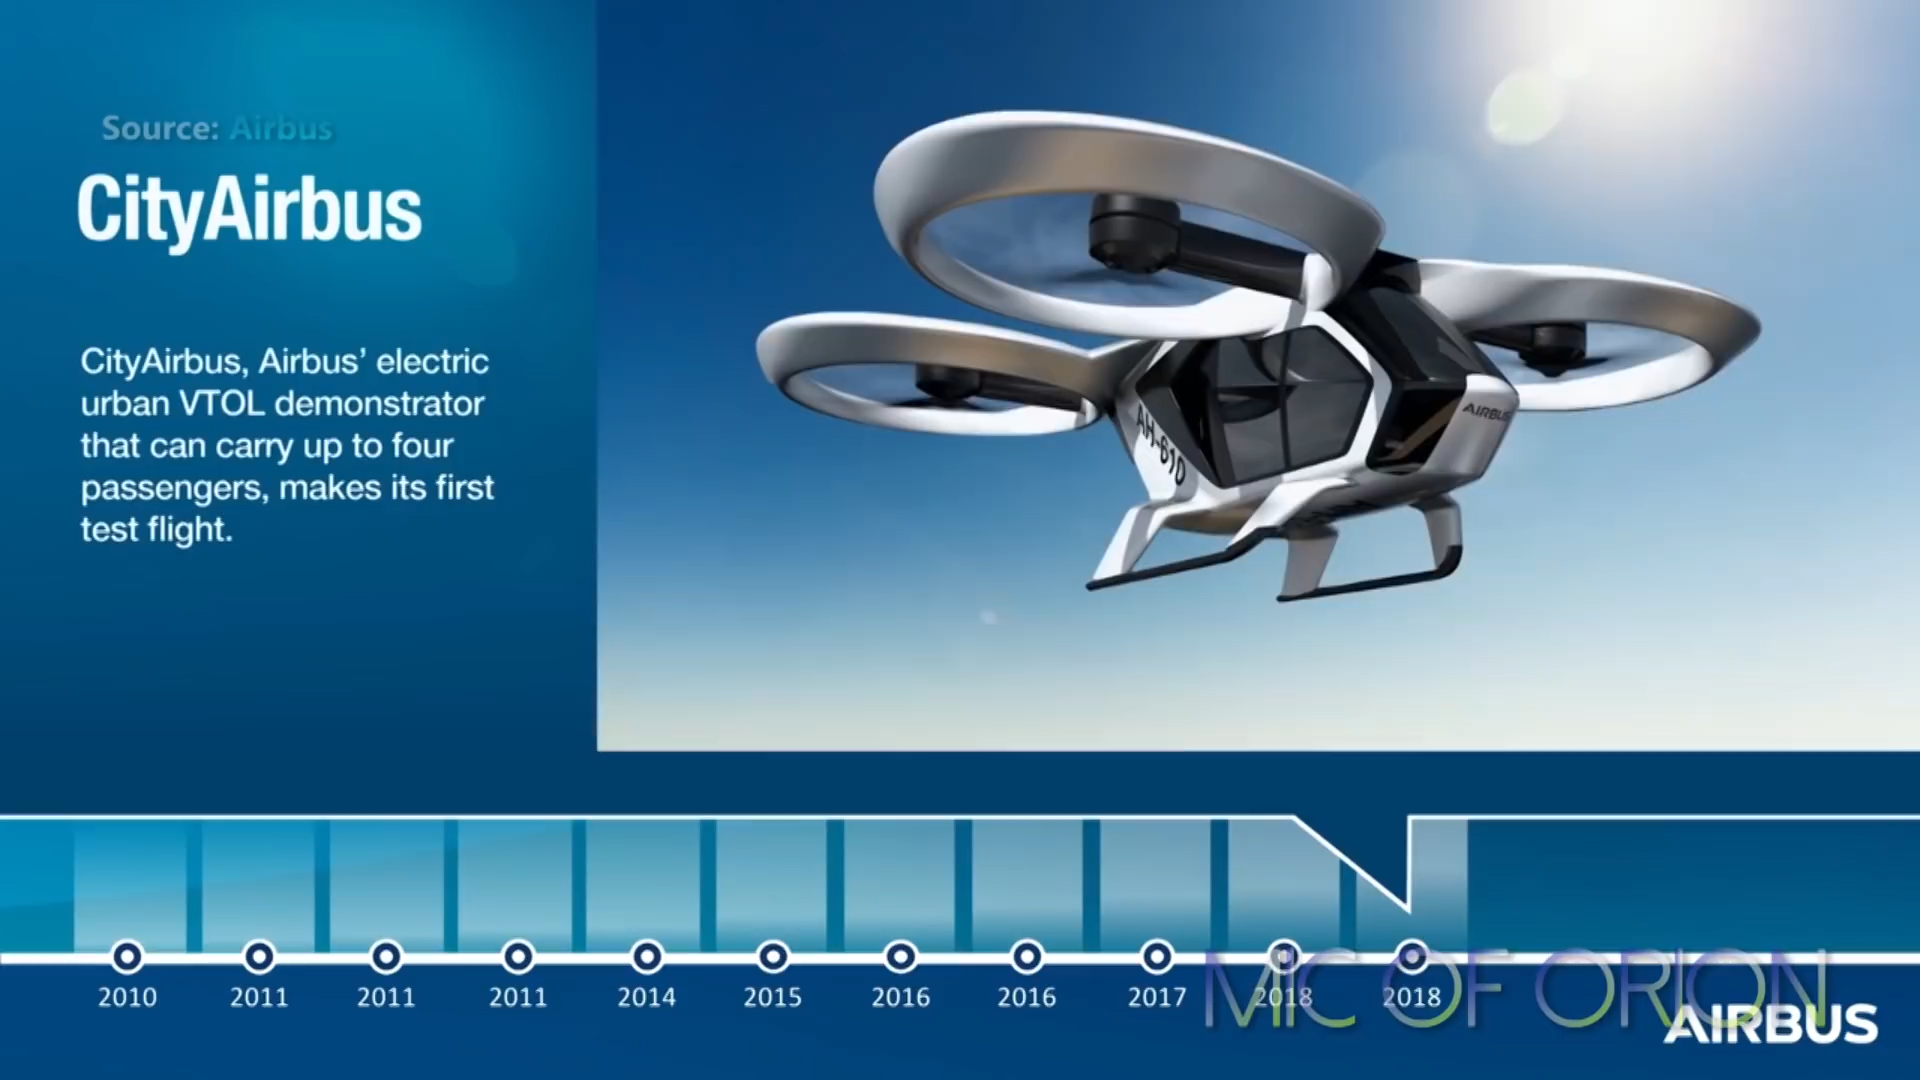 Source: Airbus
CityAirbus
CityAirbus, Airbus’ electric
urban VTOL demonstrator
that can carry up to four
passengers, makes its first
test flight.
AH-610
AIRBUS
2010 2011 2011 2011 2014 2015 2016 2016 2017 2018 2018
MIC OF ORION
AIRBUS